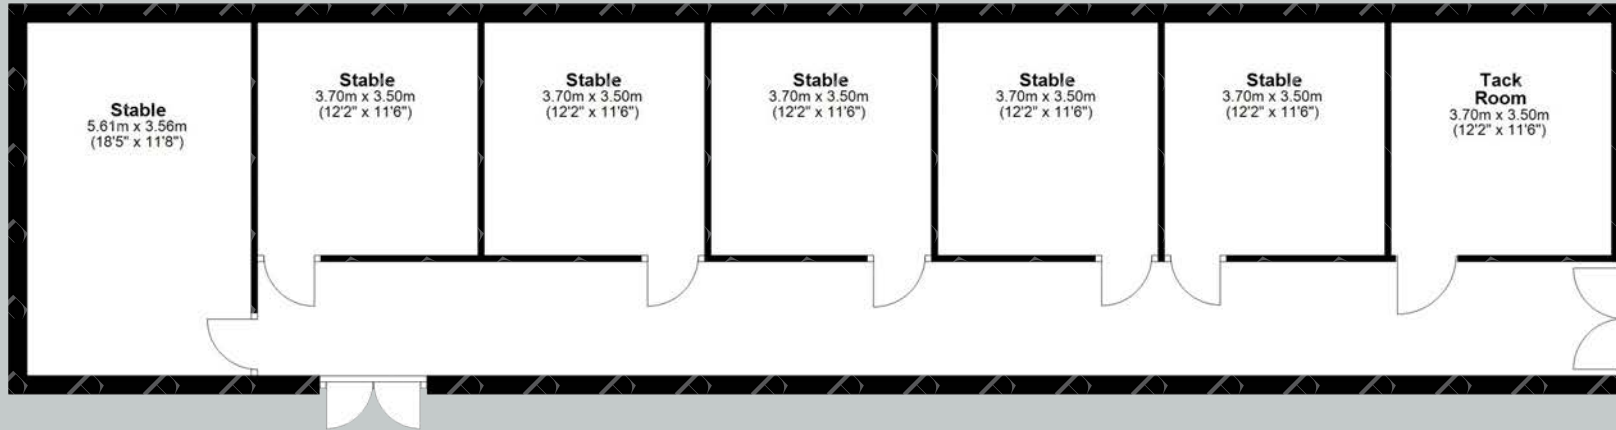 Stable
5.61m x 3.56m
(18'5" x 11'8")
Stable
3.70m x 3.50m
(12'2" x 11'6")
Stable
3.70m x 3.50m
(12'2" x 11'6")
Stable
3.70m x 3.50m
(12'2" x 11'6")
Stable
3.70m x 3.50m
(12'2" x 11'6")
Stable
3.70m x 3.50m
(12'2" x 11'6")
Tack
Room
3.70m x 3.50m
(12'2" x 11'6")